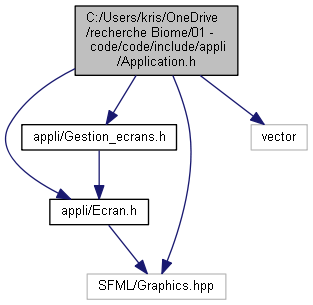 C:/Users/kris/OneDrive
/recherche Biome/01 -
code/code/include/appli
/Application.h
appli/Gestion_ecrans.h
vector
appli/Ecran.h
SFML/Graphics.hpp